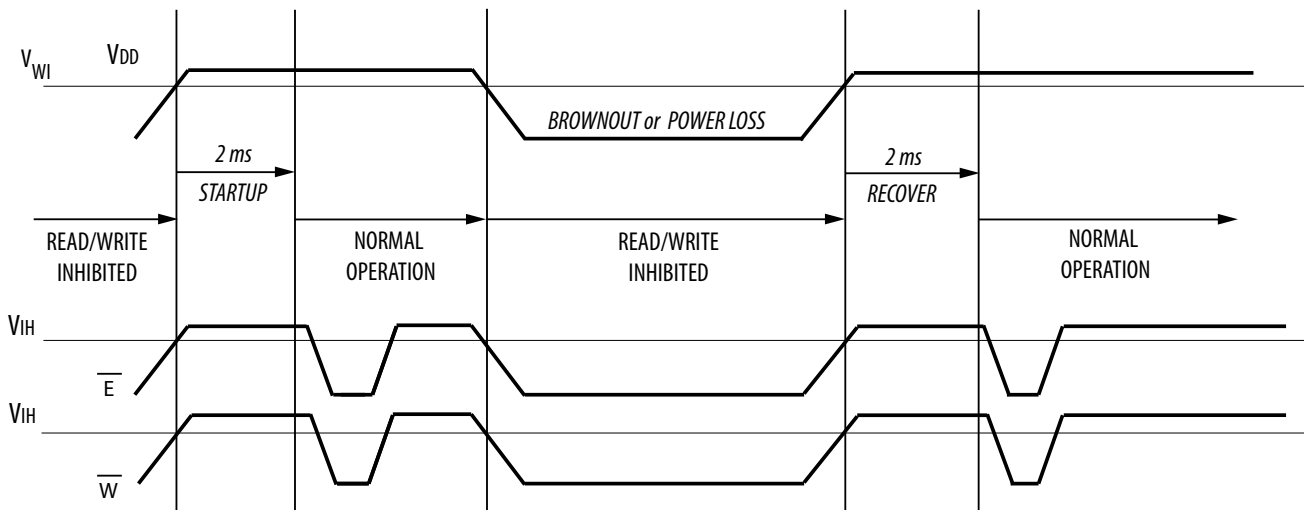 VWI VDD
BROWNOUT or POWER LOSS
2 ms
STARTUP
2 ms
RECOVER
READ/WRITE
INHIBITED
NORMAL
OPERATION
READ/WRITE
INHIBITED
NORMAL
OPERATION
VIH
E
VIH
W